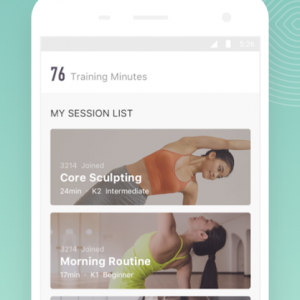 5:26
76 Training Minutes
MY SESSION LIST
3214 Joined
Core Sculpting
24min · K2 Intermediate
3214 Joined
Morning Routine
17min · K1 Beginner